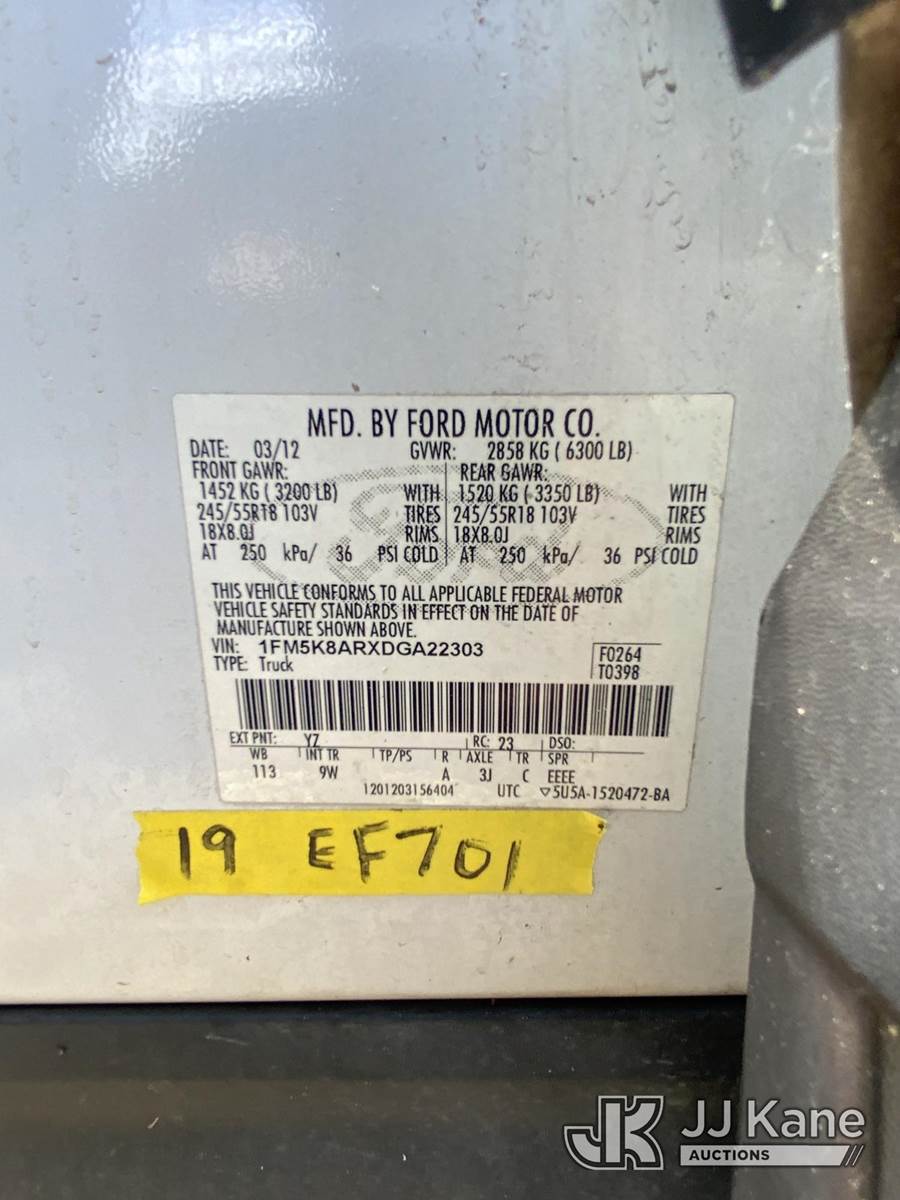 MFD. BY FORD MOTOR CO.
DATE: 03/12 GVWR: 2858 KG ( 6300 LB)
FRONT GAWR: REAR GAWR:
1452 KG ( 3200 LB) WITH 1520 KG ( 3350 LB) WITH
245/55R18 103V TIRES 245/55R18 103V TIRES
18X8.0J RIMS 18X8.0J RIMS
AT 250 kPa/ 36 PSI COLD AT 250 kPa/ 36 PSI COLD
Ford
THIS VEHICLE CONFORMS TO ALL APPLICABLE FEDERAL MOTOR
VEHICLE SAFETY STANDARDS IN EFFECT ON THE DATE OF
MANUFACTURE SHOWN ABOVE.
VIN: 1FM5K8ARXDGA22303 F0264
TYPE: Truck T0398
EXT PNT: YZ RC: 23 DSO:
WB INT TR TP/PS R AXLE TR SPR
113 9W A 3J C EEEE
1201203156404 UTC ▽5U5A-1520472-BA
19 EF701
JK JJ Kane
AUCTIONS